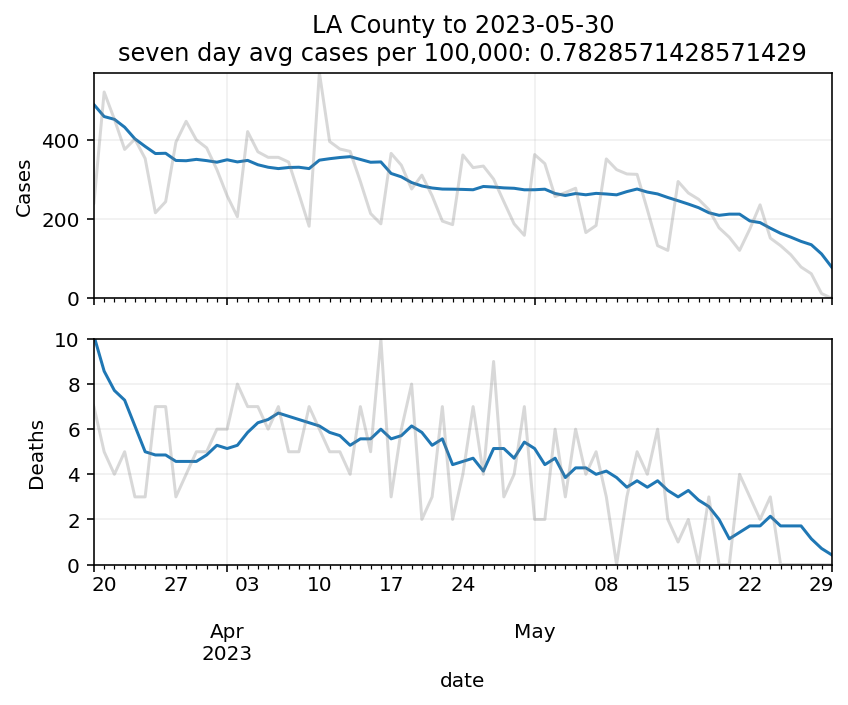 LA County to 2023-05-30
seven day avg cases per 100,000: 0.7828571428571429
400
200
0
Cases
10
8
6
4
2
0
Deaths
20 27 03 10 17 24 08 15 22 29
Apr May
2023
date